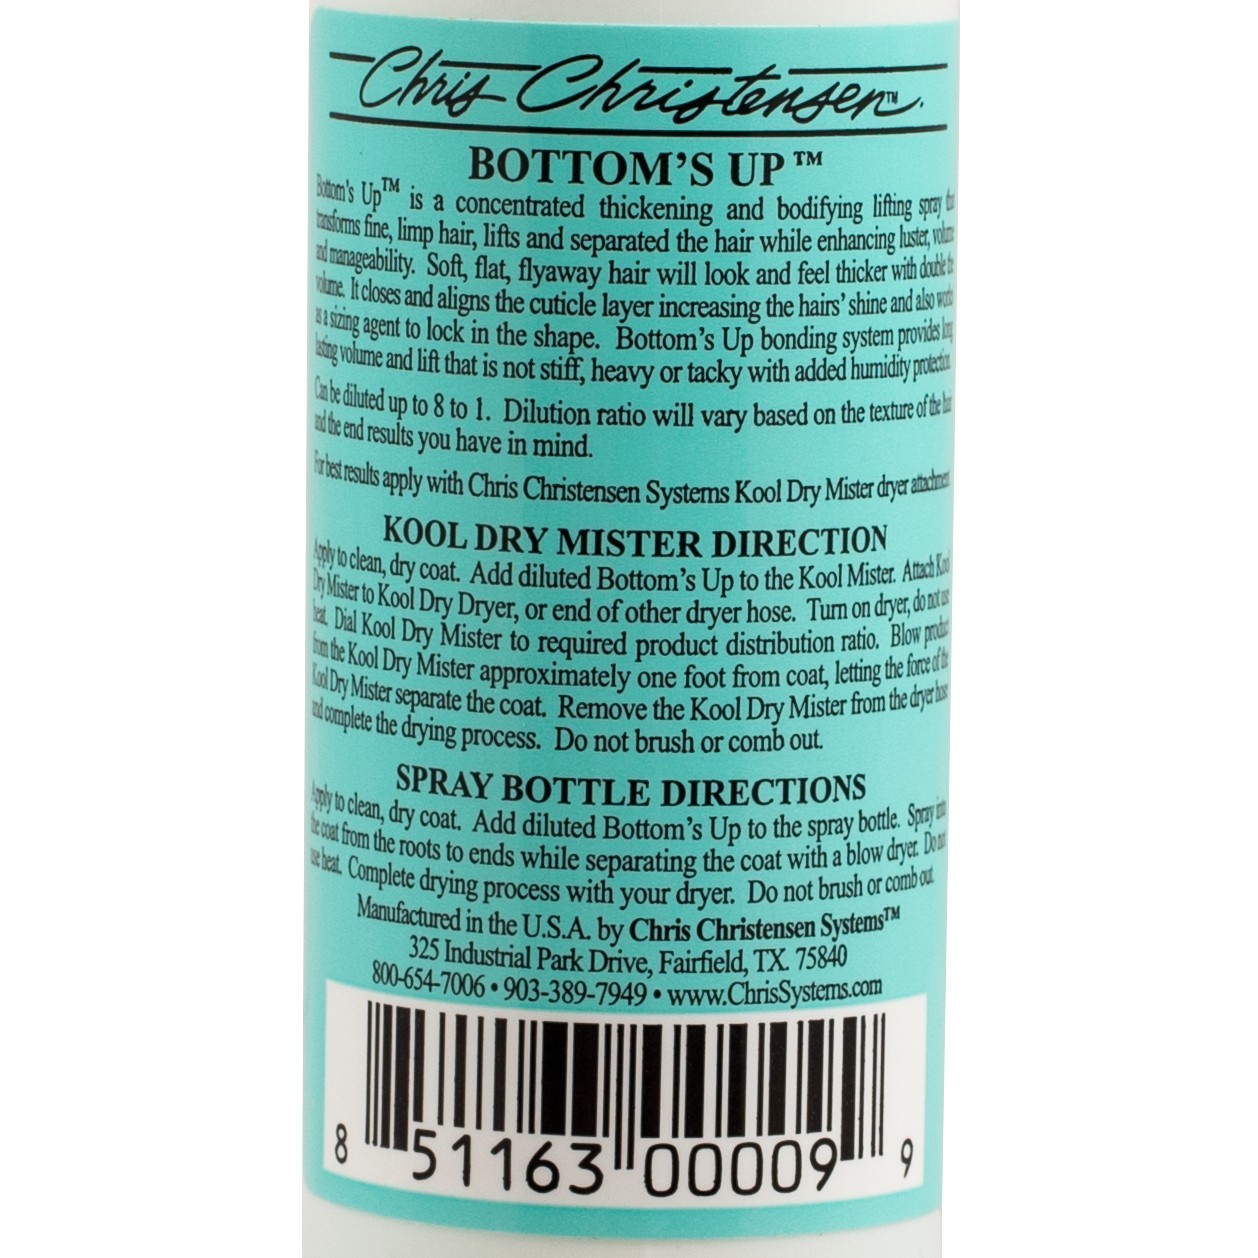 Chris Christensen™
BOTTOM'S UP™
Bottom's Up™ is a concentrated thickening and bodifying lifting spray that
transforms fine, limp hair, lifts and separated the hair while enhancing luster, volume
and manageability. Soft, flat, flyaway hair will look and feel thicker with double the
volume. It closes and aligns the cuticle layer increasing the hairs' shine and also works
as a sizing agent to lock in the shape. Bottom's Up bonding system provides long
lasting volume and lift that is not stiff, heavy or tacky with added humidity protection.
Can be diluted up to 8 to 1. Dilution ratio will vary based on the texture of the hair
and the end results you have in mind.
For best results apply with Chris Christensen Systems Kool Dry Mister dryer attachment.
KOOL DRY MISTER DIRECTION
Apply to clean, dry coat. Add diluted Bottom's Up to the Kool Mister. Attach Kool
Dry Mister to Kool Dry Dryer, or end of other dryer hose. Turn on dryer, do not use
heat. Dial Kool Dry Mister to required product distribution ratio. Blow product
from the Kool Dry Mister approximately one foot from coat, letting the force of the
Kool Dry Mister separate the coat. Remove the Kool Dry Mister from the dryer hose
and complete the drying process. Do not brush or comb out.
SPRAY BOTTLE DIRECTIONS
Apply to clean, dry coat. Add diluted Bottom's Up to the spray bottle. Spray into
the coat from the roots to ends while separating the coat with a blow dryer. Do not
use heat. Complete drying process with your dryer. Do not brush or comb out.
Manufactured in the U.S.A. by Chris Christensen Systems™
325 Industrial Park Drive, Fairfield, TX 75840
800-654-7006 • 903-389-7949 • www.ChrisSystems.com
8 51163 00009 9